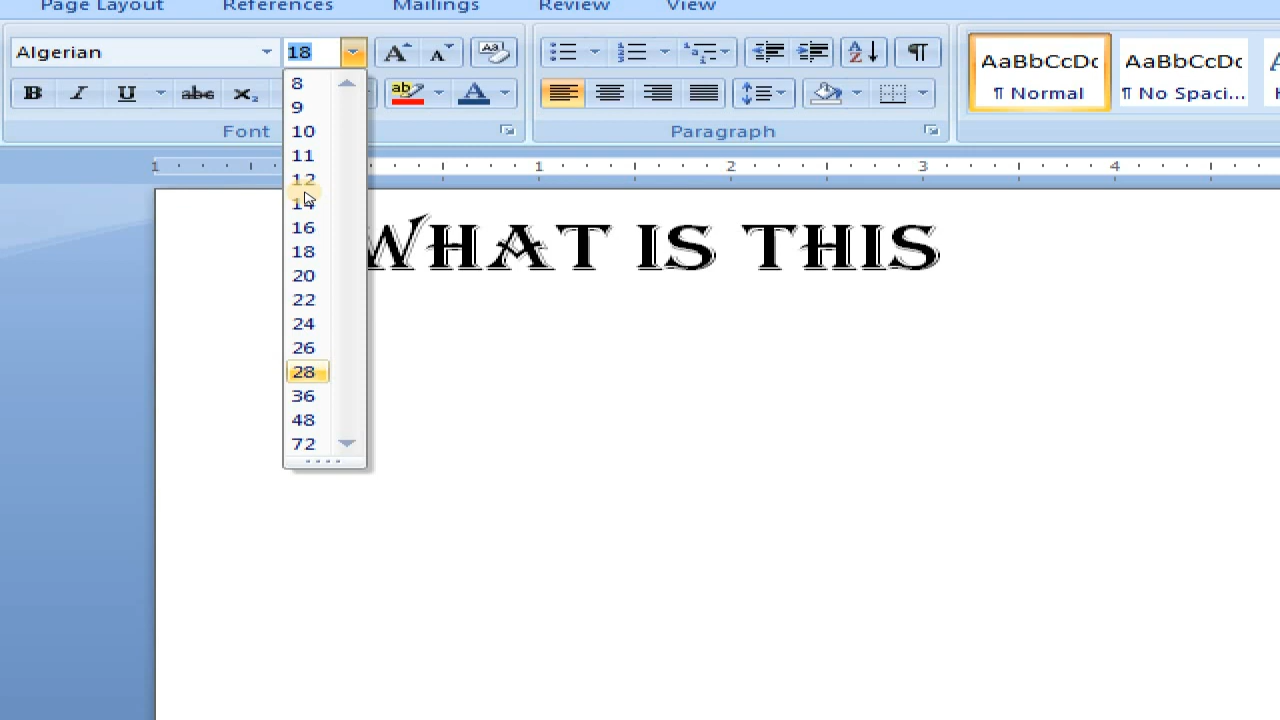 Page Layout References Mailings Review View
Algerian 18 Aa
B I U abc X₂ ab A
Font Paragraph
AaBbCcDc AaBbCcDc
¶ Normal ¶ No Spaci...
1 1 2 3 4
8
9
10
11
12
14
16
18
20
22
24
26
28
36
48
72
WHAT IS THIS